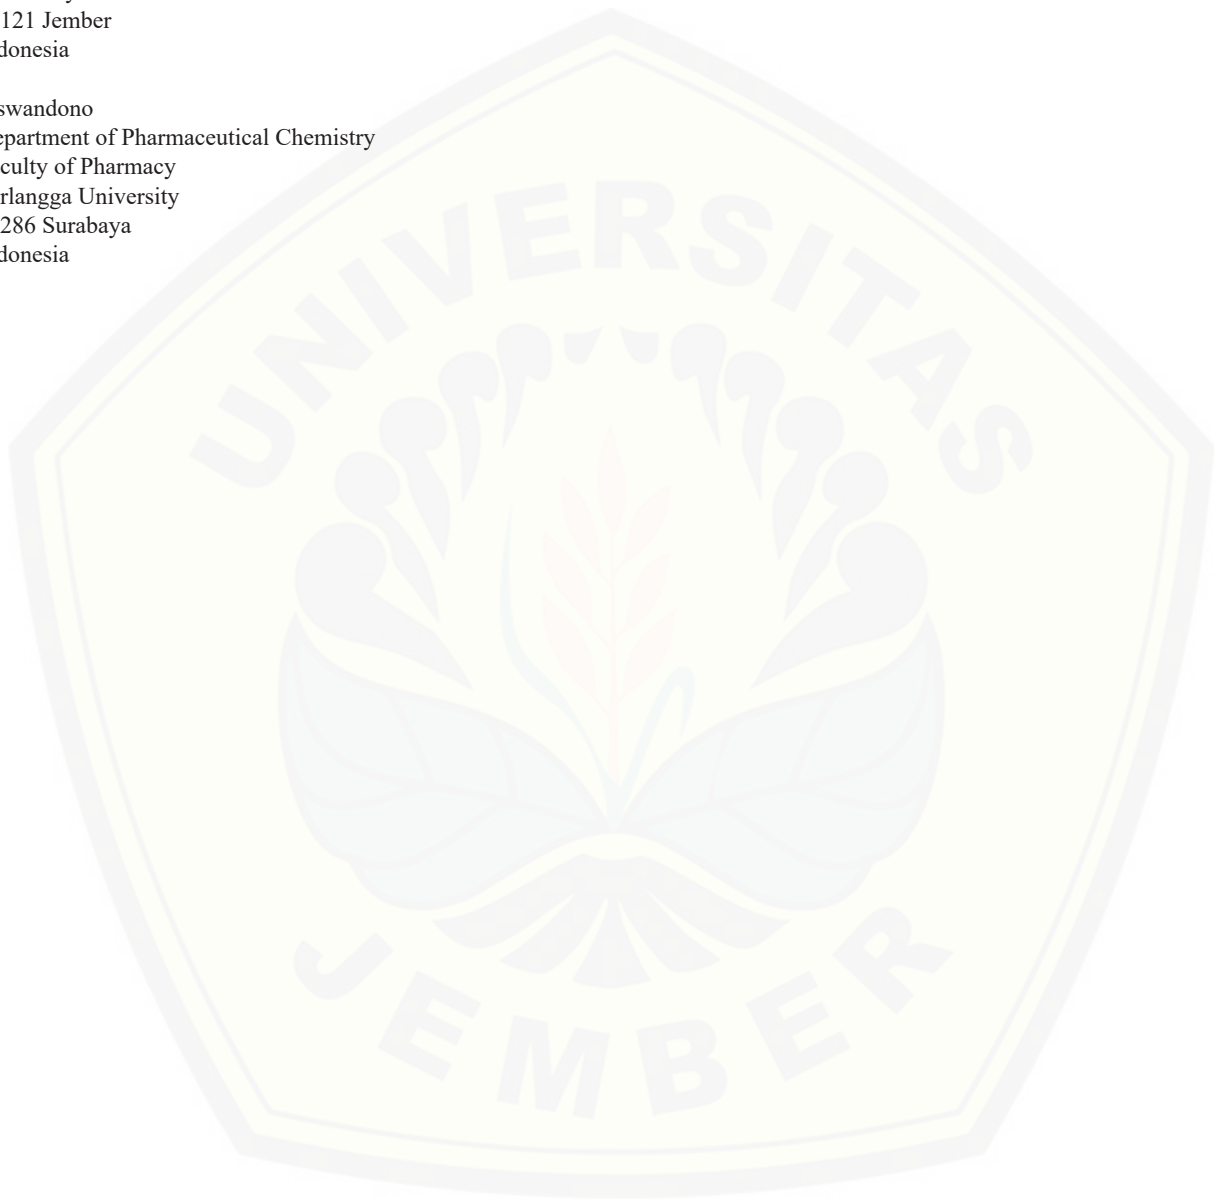 121 Jember
donesia
swandono
epartment of Pharmaceutical Chemistry
culty of Pharmacy
rlangga University
286 Surabaya
donesia
UNIVERSITAS
JEMBER